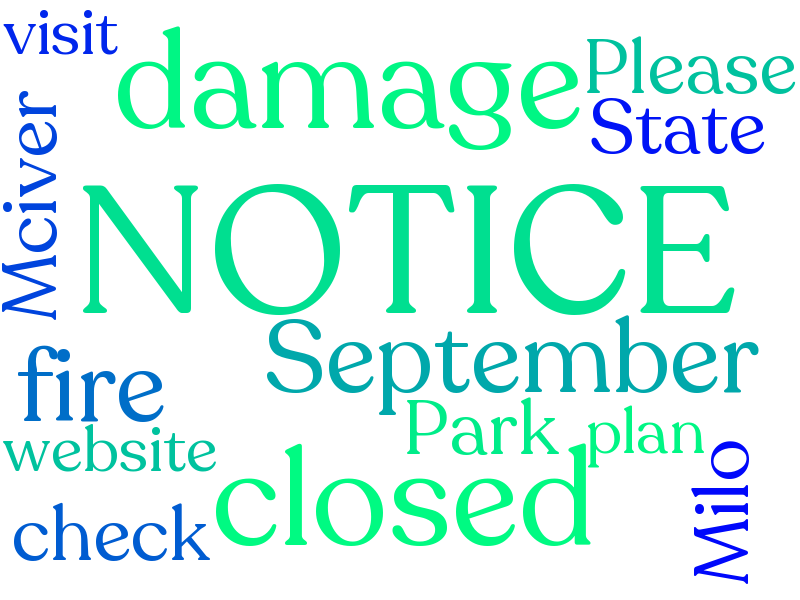 visit
damage
Please
State
Mciver
NOTICE
September
fire
Park
plan
website
closed
check
Milo